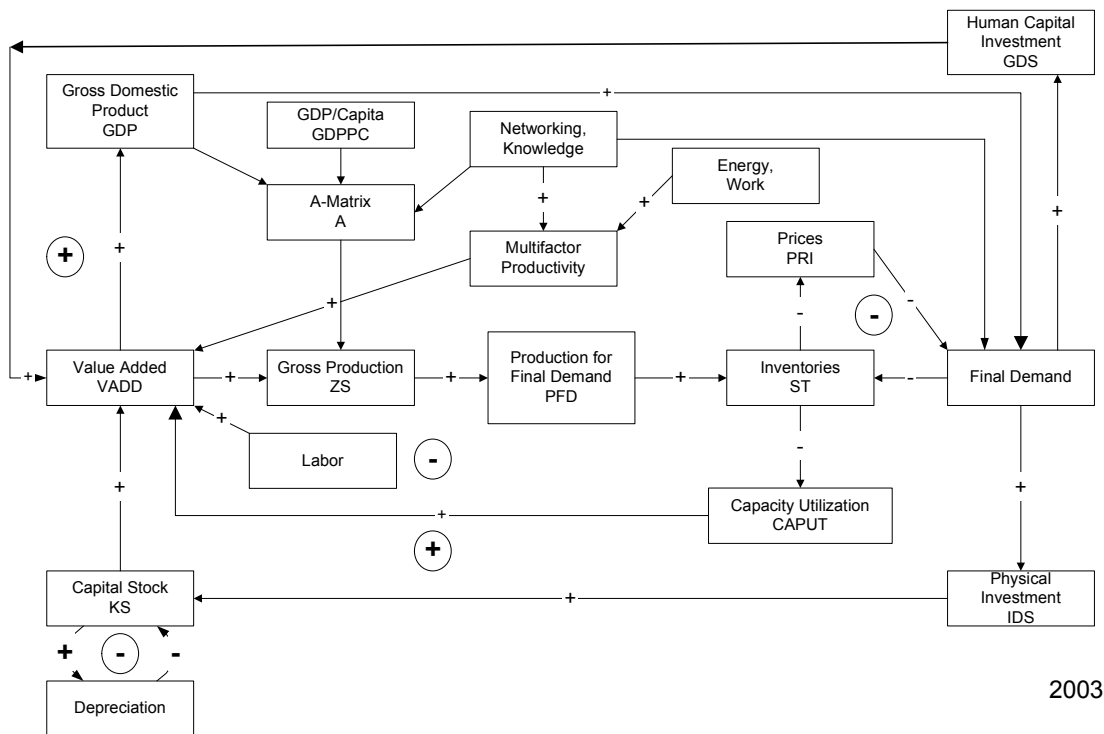 Human Capital
Investment
GDS
Gross Domestic
Product
GDP
+
GDP/Capita
GDPPC
Networking,
Knowledge
Energy,
Work
A-Matrix
A
+
+
+
+
+
Multifactor
Productivity
Prices
PRI
+
-
-
-
+
Value Added
VADD
+
Gross Production
ZS
+
Production for
Final Demand
PFD
+
Inventories
ST
-
Final Demand
+
+
Labor
-
-
+
+
+
Capacity Utilization
CAPUT
+
Capital Stock
KS
+
Physical
Investment
IDS
+
-
-
Depreciation
2003